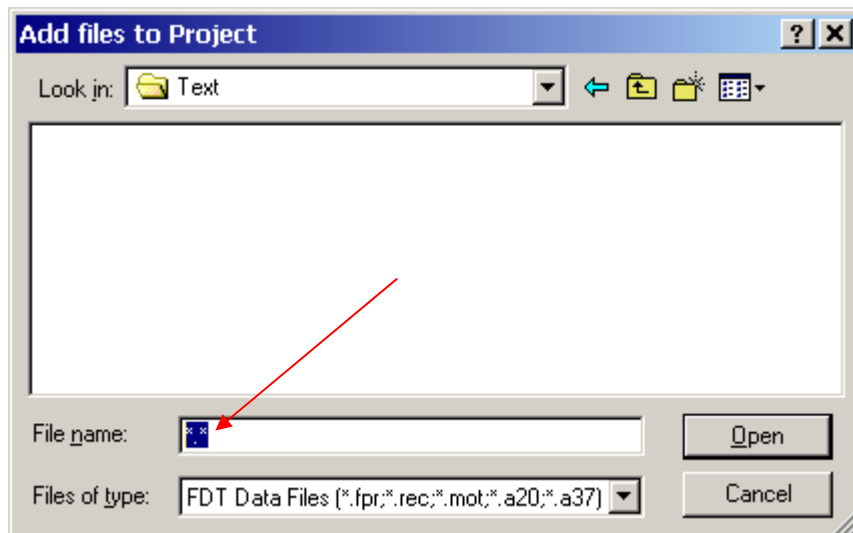 Add files to Project
Look in: Text
File name: *.* Open
Files of type: FDT Data Files (*.fpr;*.rec;*.mot;*.a20;*.a37) Cancel